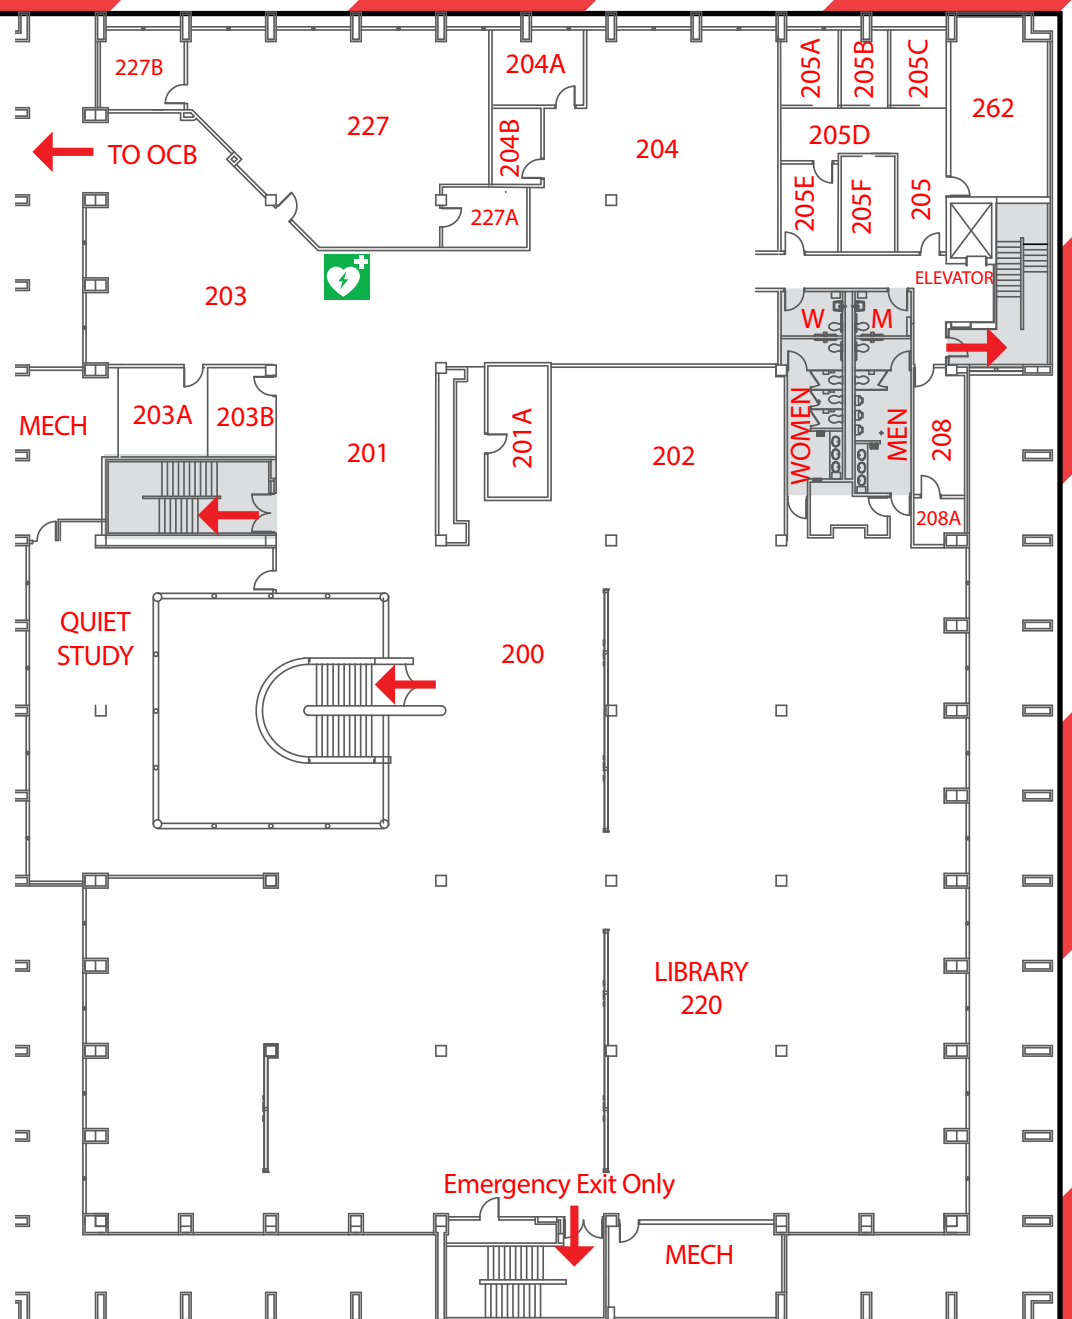 227B
204A
205A
205B
205C
262
227
204B
204
205D
TO OCB
205E
205F
205
227A
203
ELEVATOR
W
M
203A
203B
MECH
201
201A
202
WOMEN
MEN
208
208A
QUIET
STUDY
200
LIBRARY
220
Emergency Exit Only
MECH